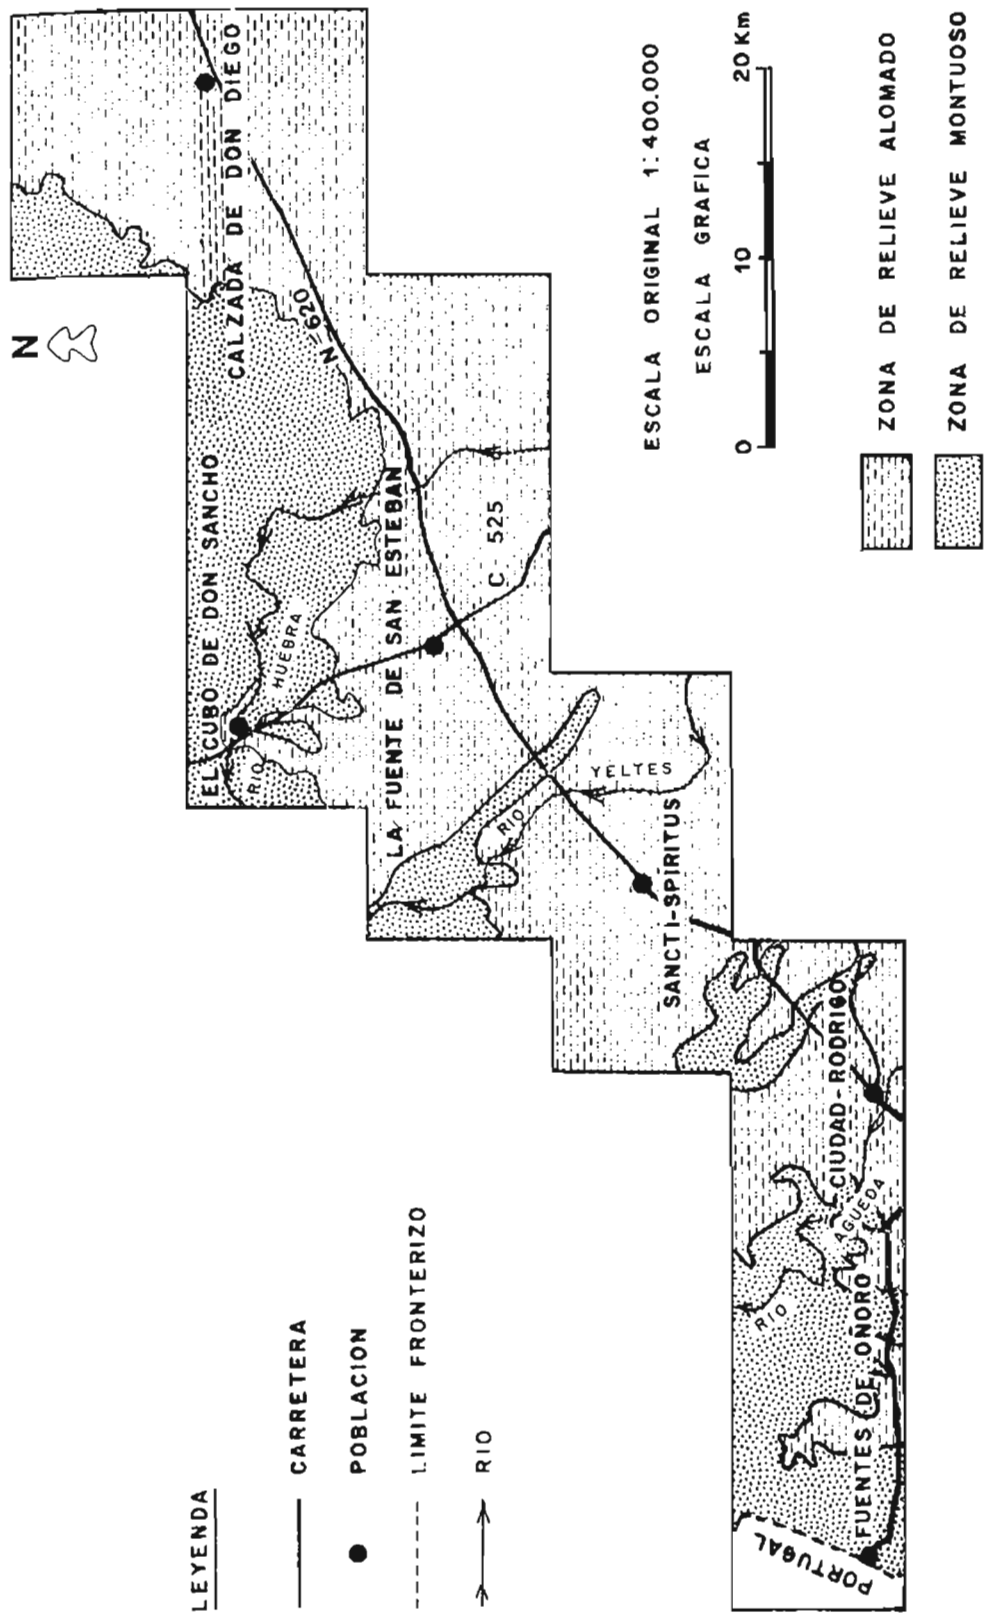 N
CALZADA DE DON DIEGO
N-620
EL CUBO DE DON SANCHO
RIO
HUEBRA
LA FUENTE DE SAN ESTEBAN
C 525
RIO
YELTES
SANCTI-SPIRITUS
CIUDAD-RODRIGO
RIO
AGUEDA
FUENTES DE OÑORO
PORTUGAL
LEYENDA
CARRETERA
POBLACION
LIMITE FRONTERIZO
RIO
ESCALA ORIGINAL 1:400.000
ESCALA GRAFICA
0 10 20 Km
ZONA DE RELIEVE ALOMADO
ZONA DE RELIEVE MONTUOSO